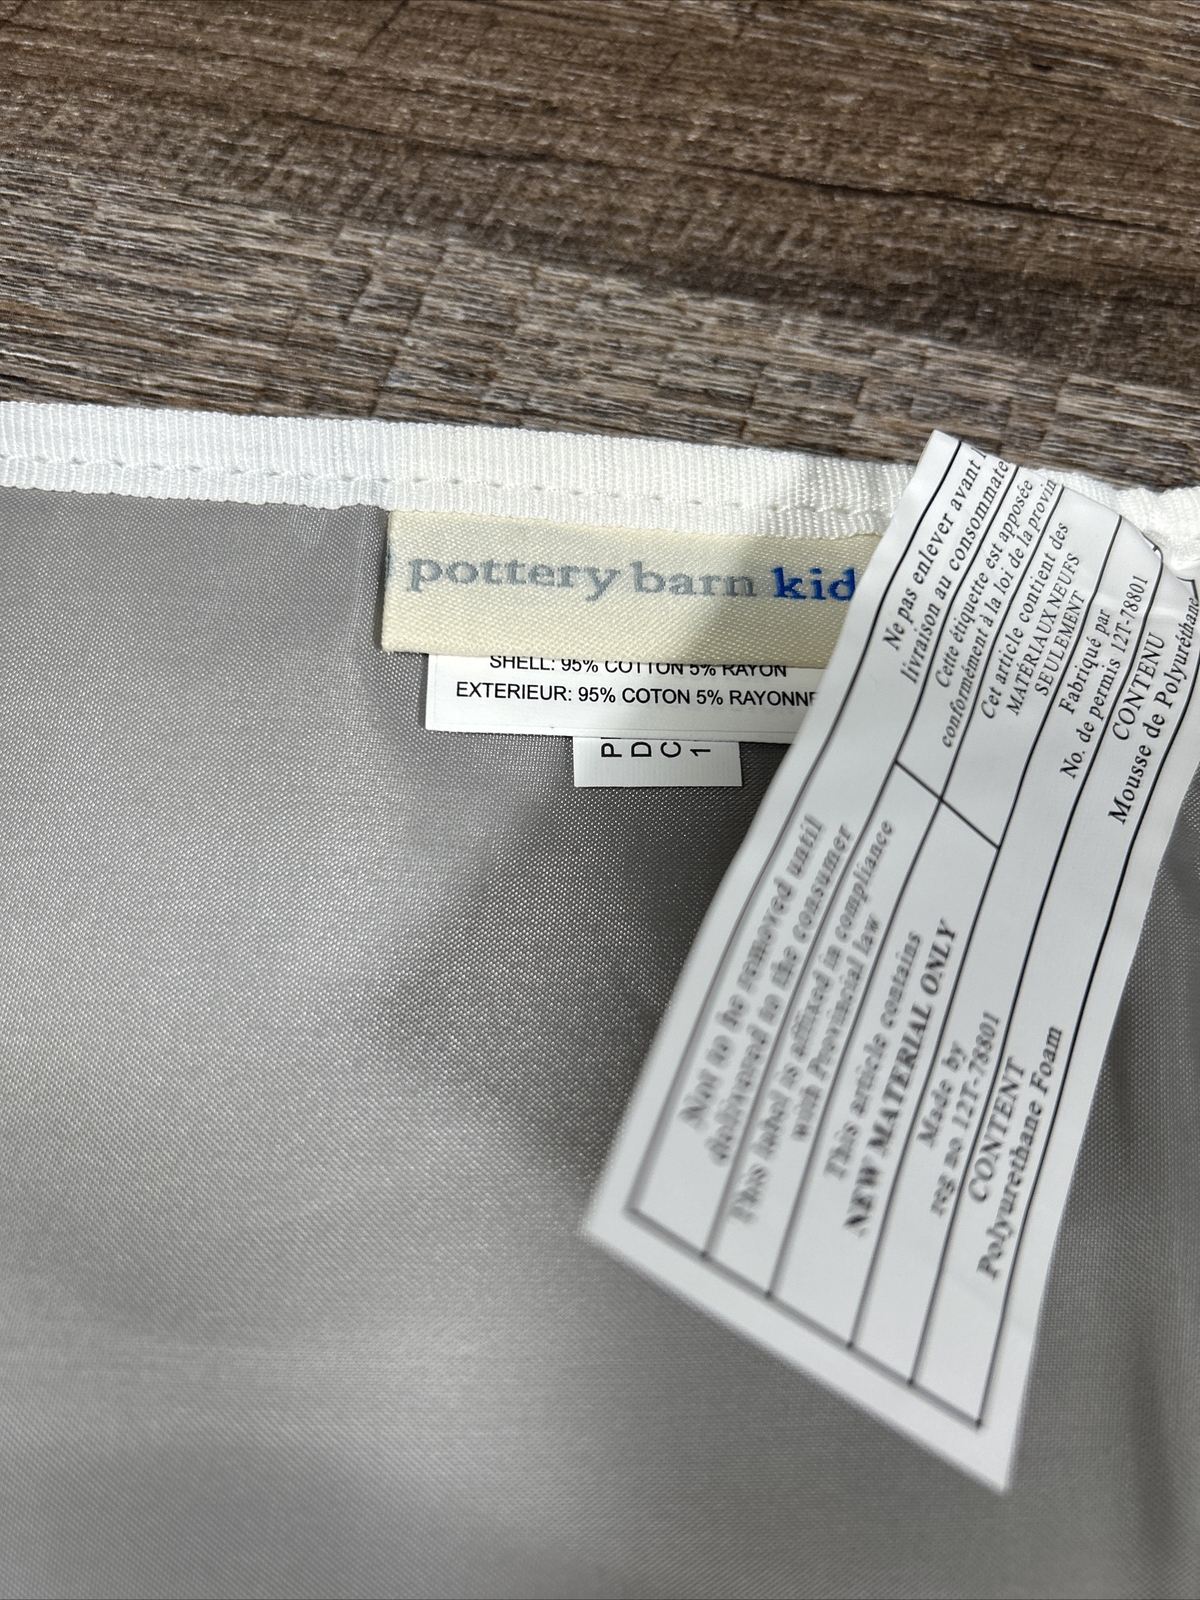 pottery barn kid
SHELL: 95% COTTON 5% RAYON
EXTERIEUR: 95% COTON 5% RAYONNE
D
C
1
Ne pas enlever avant
livraison au consommate
Cette étiquette est apposée
conformément à la loi de la provin
Cet article contient des
MATÉRIAUX NEUFS
SEULEMENT
Fabriqué par
No. de permis 12T-78801
CONTENU
Mousse de Polyuréthane
Not to be removed until
delivered to the consumer
This label is affixed in compliance
with Provincial law
This article contains
NEW MATERIAL ONLY
Made by
reg no 12T-78801
CONTENT
Polyurethane Foam